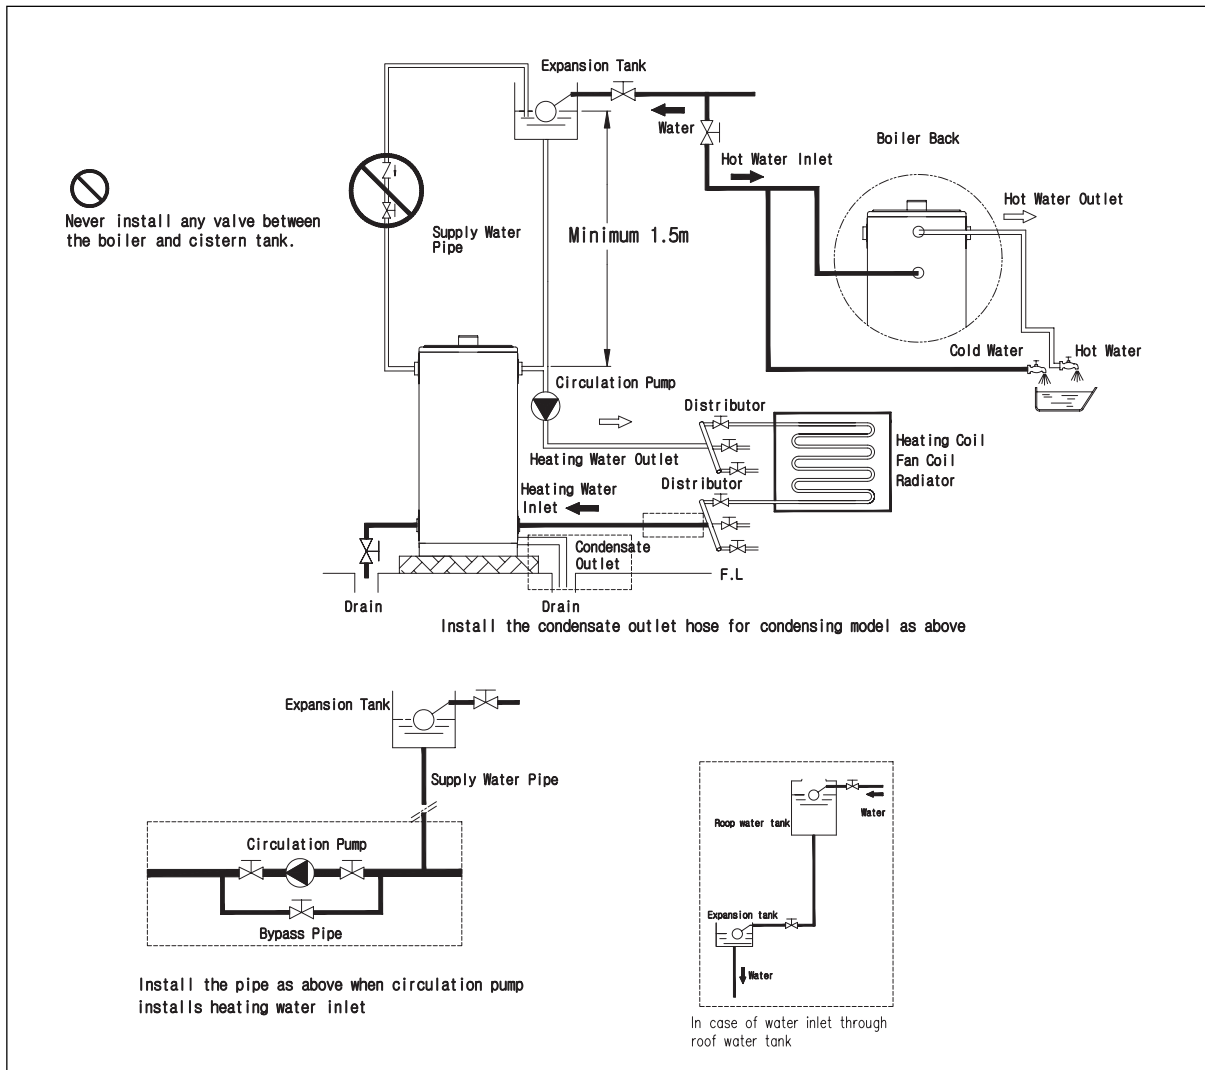 Expansion Tank
Water
Boiler Back
Hot Water Inlet
Hot Water Outlet
Never install any valve between
the boiler and cistern tank.
Supply Water
Pipe
Minimum 1.5m
Cold Water
Hot Water
Circulation Pump
Distributor
Heating Coil
Fan Coil
Radiator
Heating Water Outlet
Distributor
Heating Water
Inlet
Condensate
Outlet
F.L
Drain
Drain
Install the condensate outlet hose for condensing model as above
Expansion Tank
Supply Water Pipe
Circulation Pump
Bypass Pipe
Install the pipe as above when circulation pump
installs heating water inlet
Water
Roop water tank
Expansion tank
Water
In case of water inlet through
roof water tank